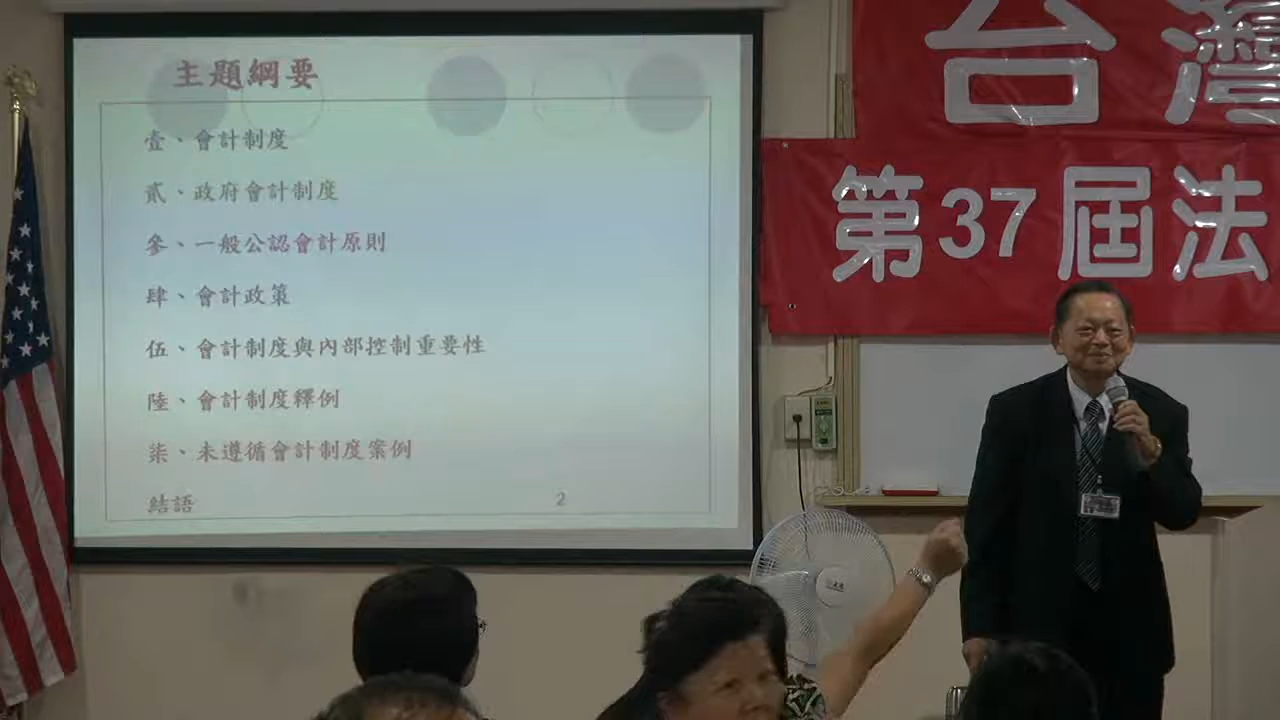 主題綱要
壹、會計制度
貳、政府會計制度
參、一般公認會計原則
肆、會計政策
伍、會計制度與內部控制重要性
陸、會計制度釋例
柒、未遵循會計制度案例
結語
2
台灣
第37屆法